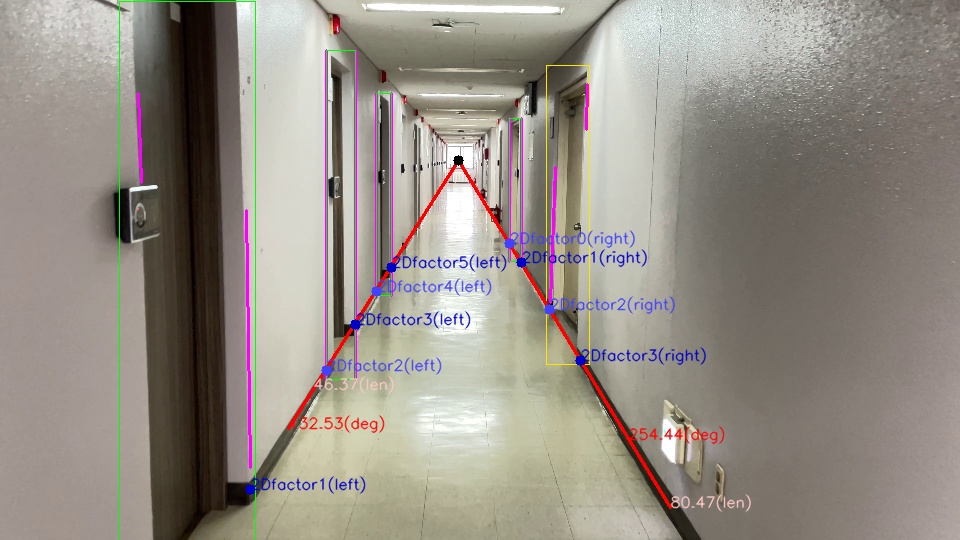 2Dfactor0(right)
2Dfactor5(left)
2Dfactor1(right)
2Dfactor4(left)
2Dfactor2(right)
2Dfactor3(left)
2Dfactor3(right)
2Dfactor2(left)
46.37(len)
32.53(deg)
254.44(deg)
2Dfactor1(left)
80.47(len)